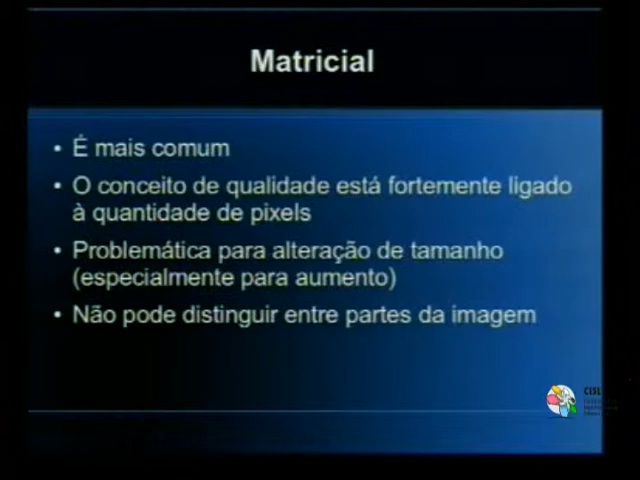 Matricial
• É mais comum
• O conceito de qualidade está fortemente ligado
à quantidade de pixels
• Problemática para alteração de tamanho
(especialmente para aumento)
• Não pode distinguir entre partes da imagem